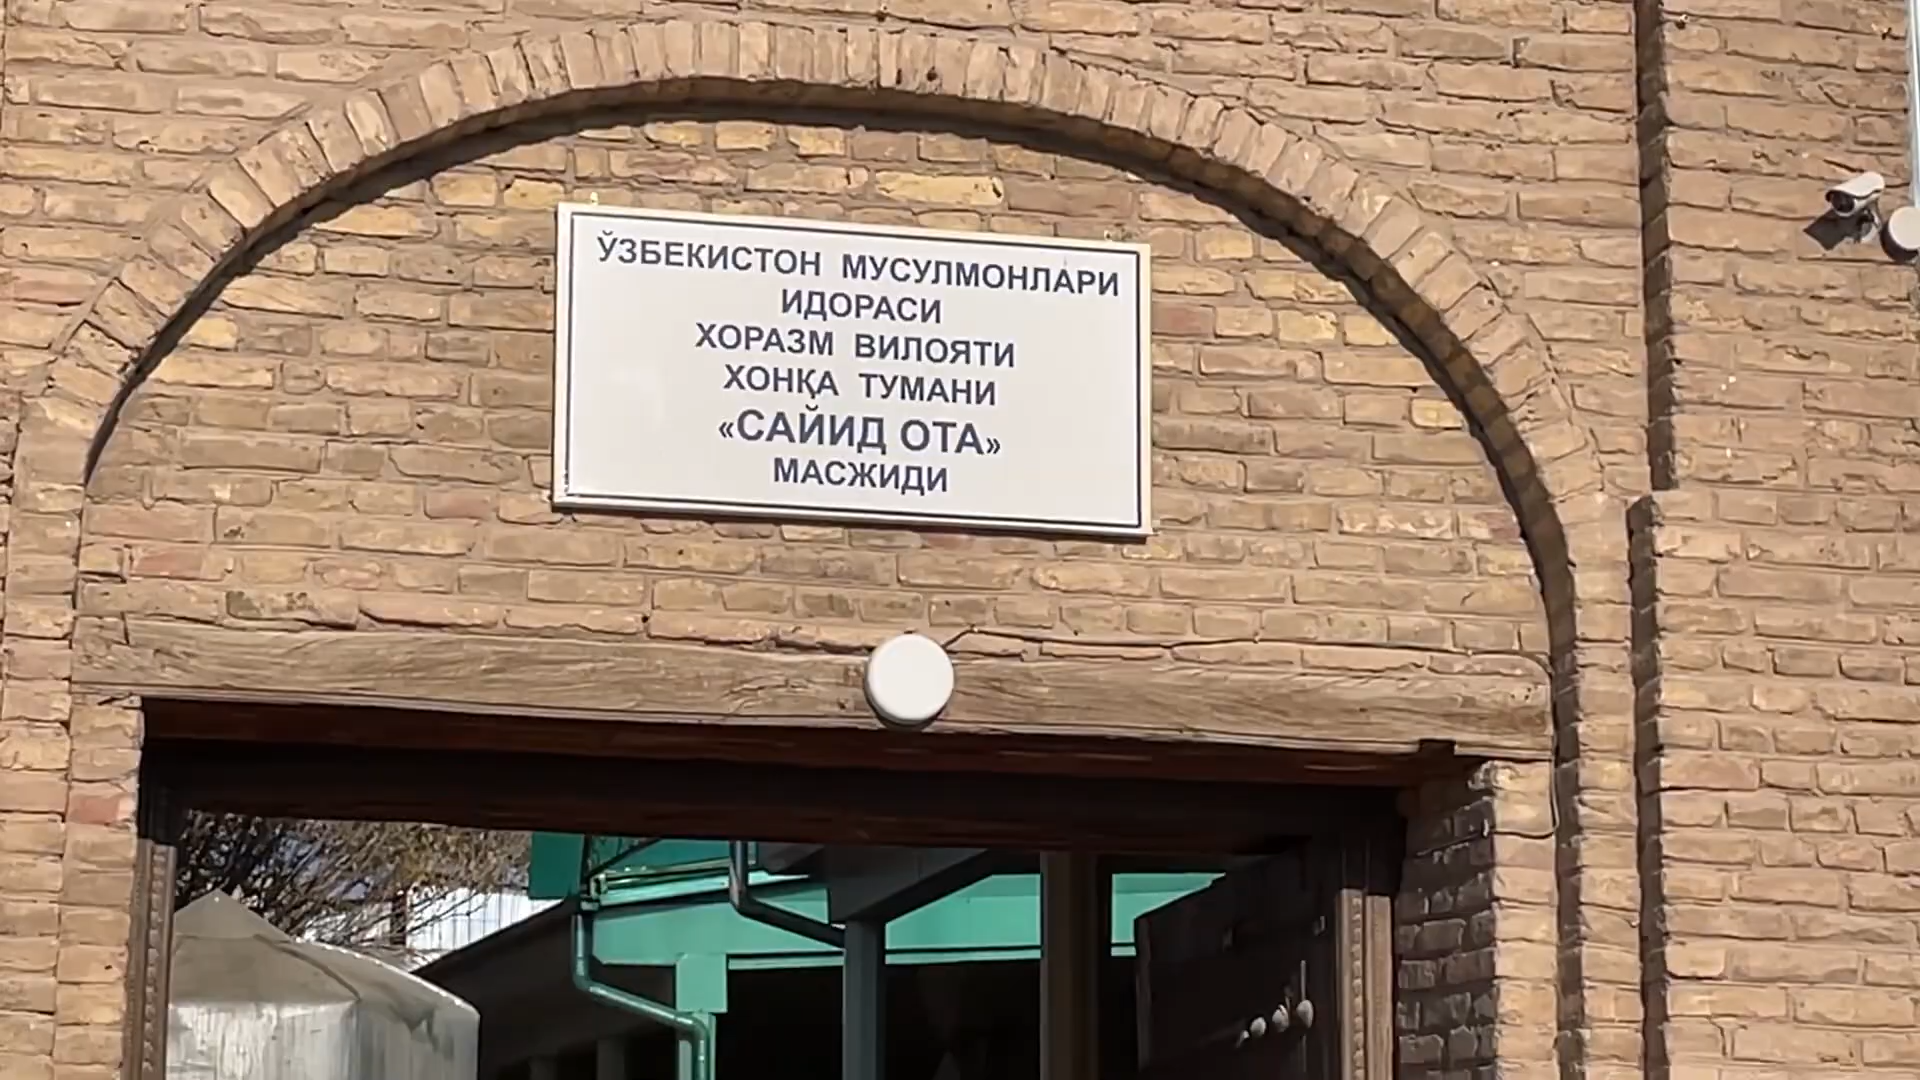 ЎЗБЕКИСТОН МУСУЛМОНЛАРИ
ИДОРАСИ
ХОРАЗМ ВИЛОЯТИ
ХОНҚА ТУМАНИ
«САЙИД ОТА»
МАСЖИДИ